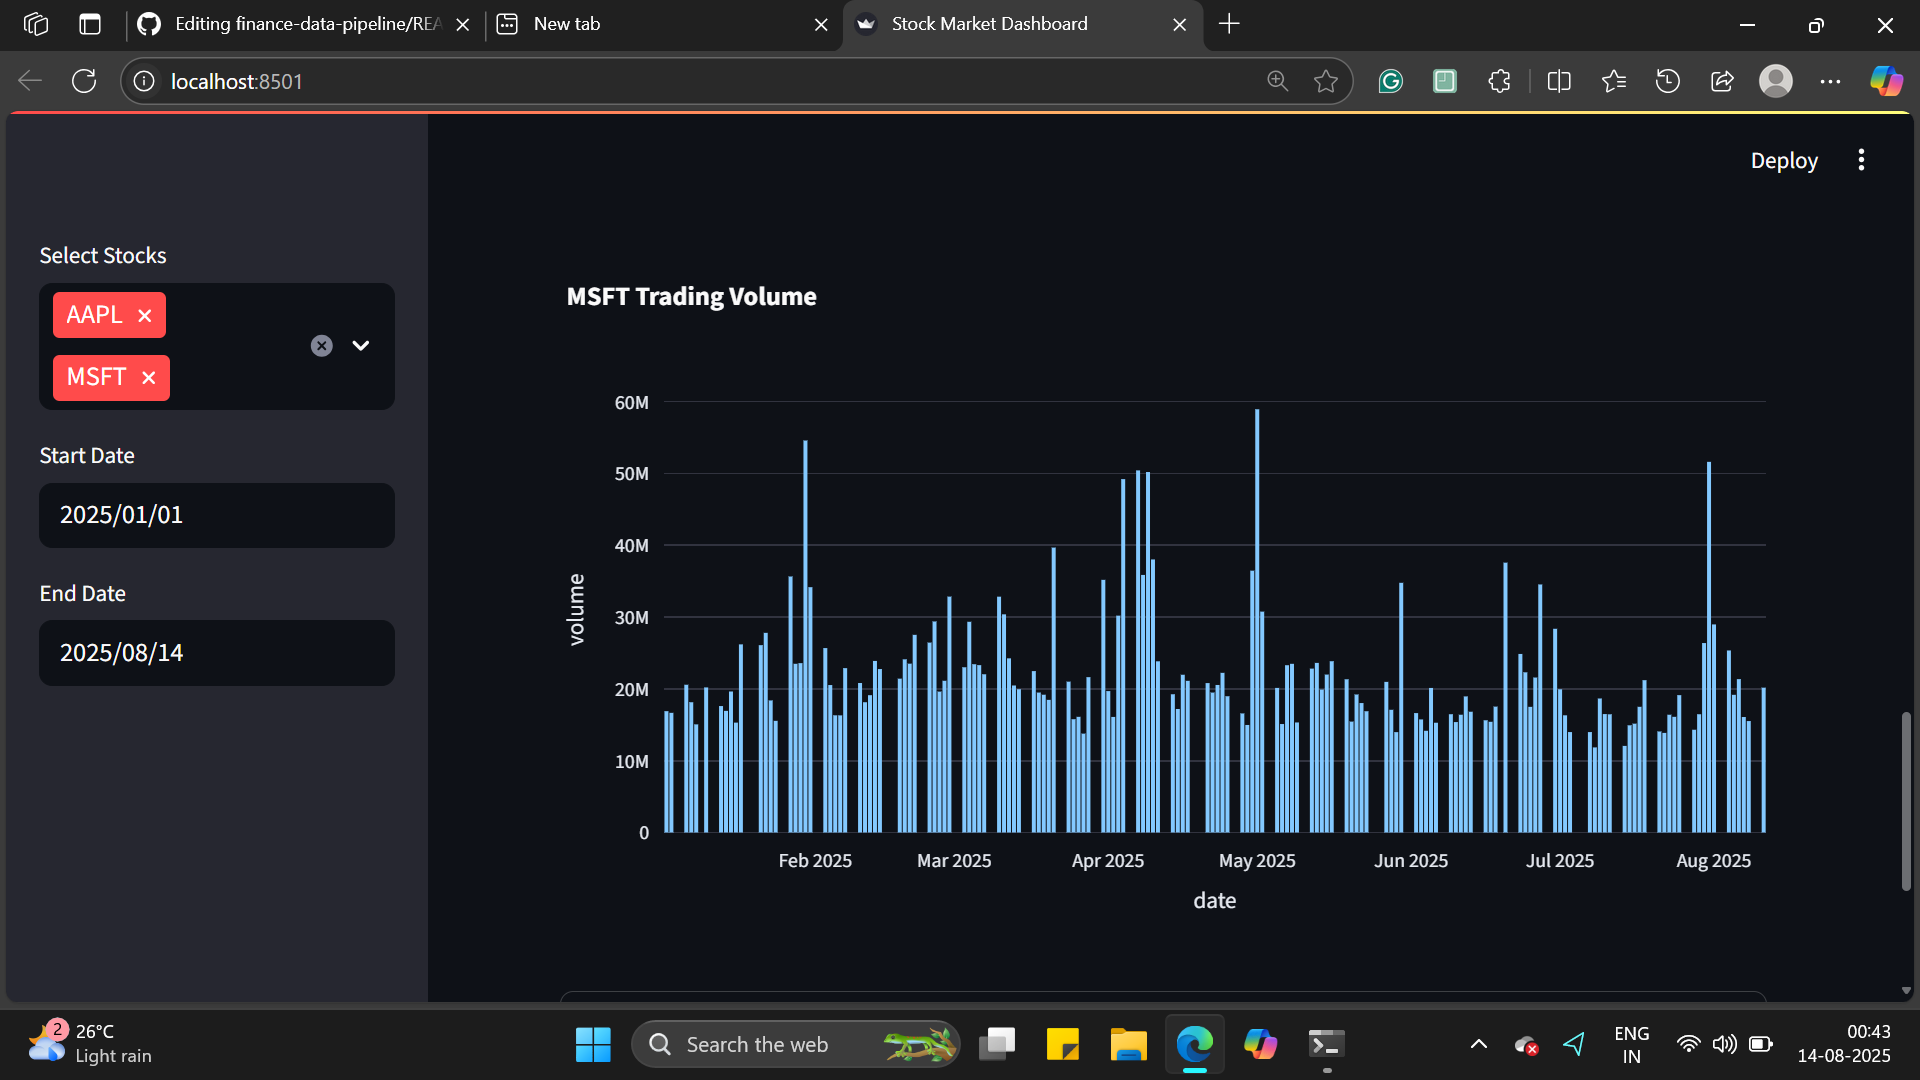 Editing finance-data-pipeline/REA
New tab
Stock Market Dashboard
localhost:8501
Deploy
Select Stocks
AAPL
MSFT
Start Date
2025/01/01
End Date
2025/08/14
MSFT Trading Volume
60M
50M
40M
30M
20M
10M
0
volume
Feb 2025
Mar 2025
Apr 2025
May 2025
Jun 2025
Jul 2025
Aug 2025
date
2
26°C
Light rain
Search the web
ENG
IN
00:43
14-08-2025